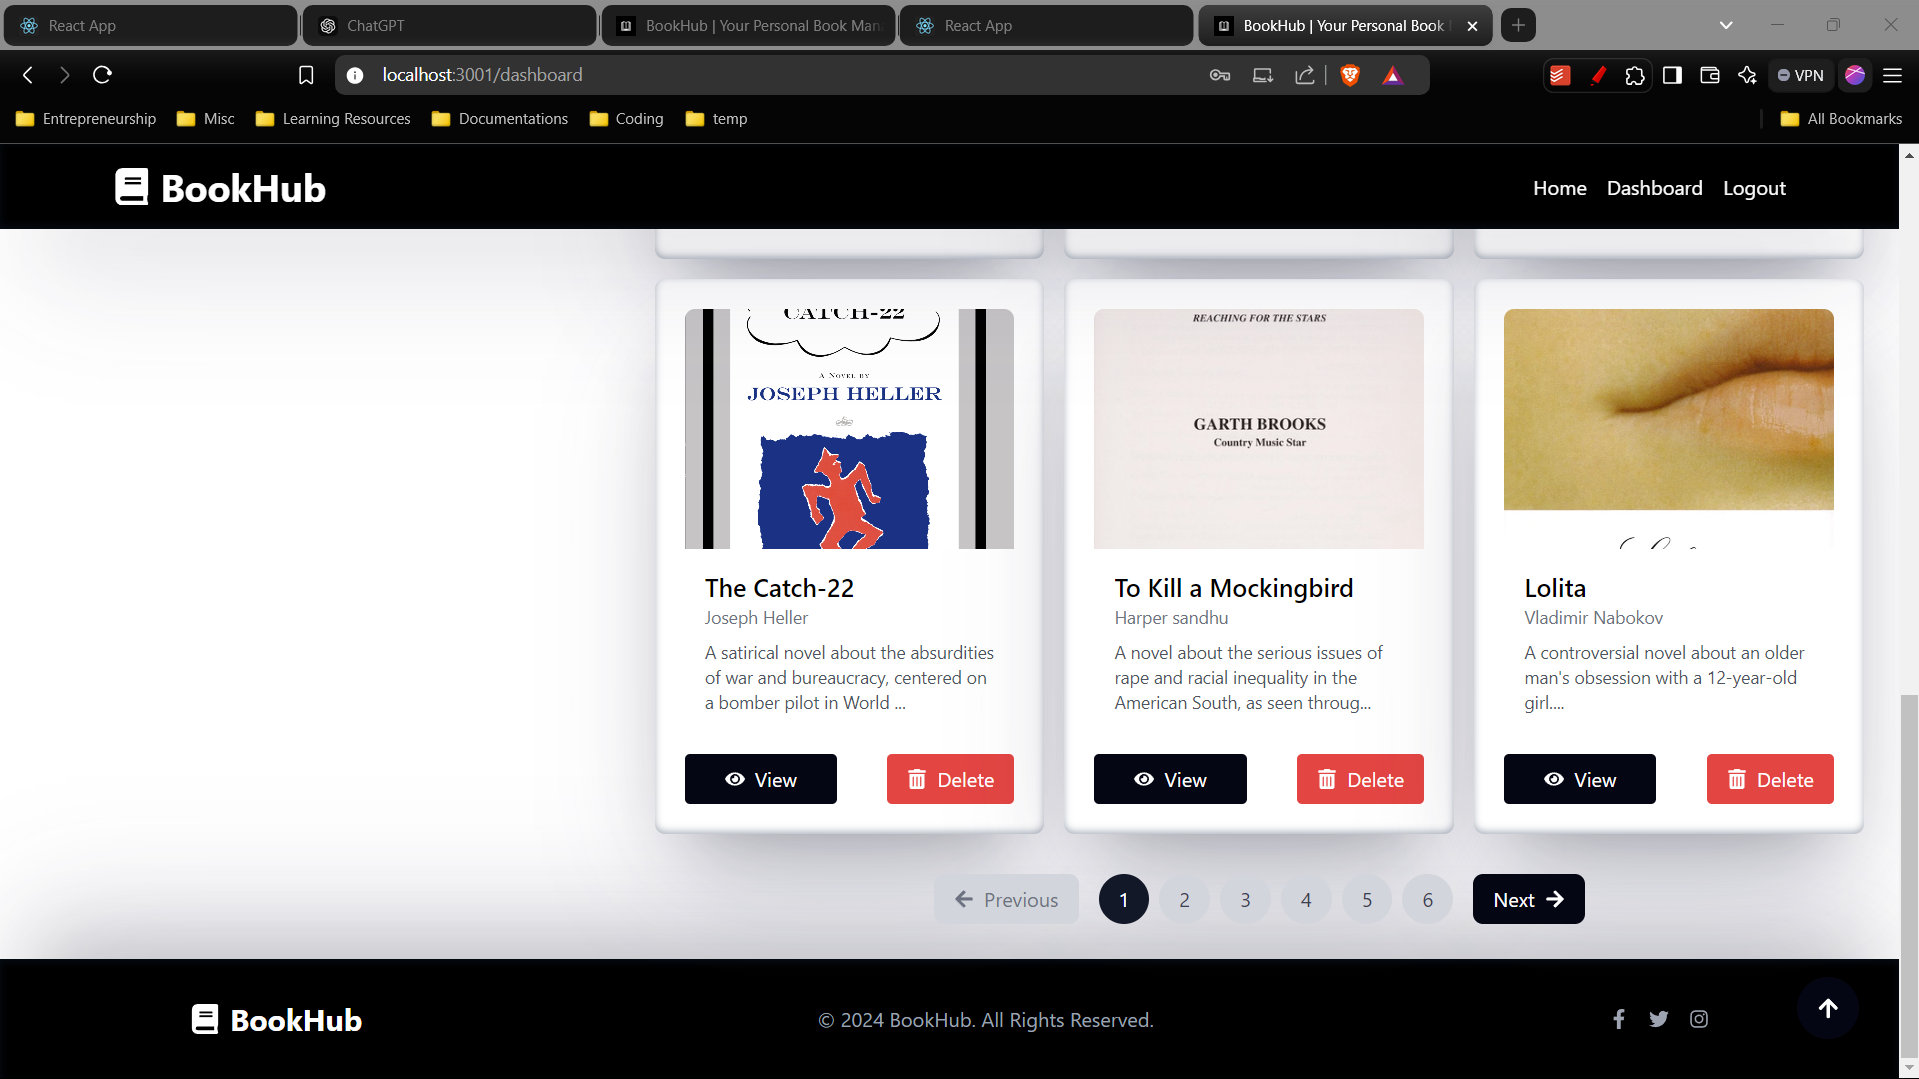 React App
ChatGPT
BookHub | Your Personal Book Man
React App
BookHub | Your Personal Book
localhost:3001/dashboard
VPN
Entrepreneurship
Misc
Learning Resources
Documentations
Coding
temp
All Bookmarks
BookHub
Home
Dashboard
Logout
CATCH-22
A NOVEL BY
JOSEPH HELLER
The Catch-22
Joseph Heller
A satirical novel about the absurdities
of war and bureaucracy, centered on
a bomber pilot in World ...
View
Delete
REACHING FOR THE STARS
GARTH BROOKS
Country Music Star
To Kill a Mockingbird
Harper sandhu
A novel about the serious issues of
rape and racial inequality in the
American South, as seen throug...
View
Delete
Lolita
Vladimir Nabokov
A controversial novel about an older
man's obsession with a 12-year-old
girl....
View
Delete
Previous
1
2
3
4
5
6
Next
BookHub
© 2024 BookHub. All Rights Reserved.